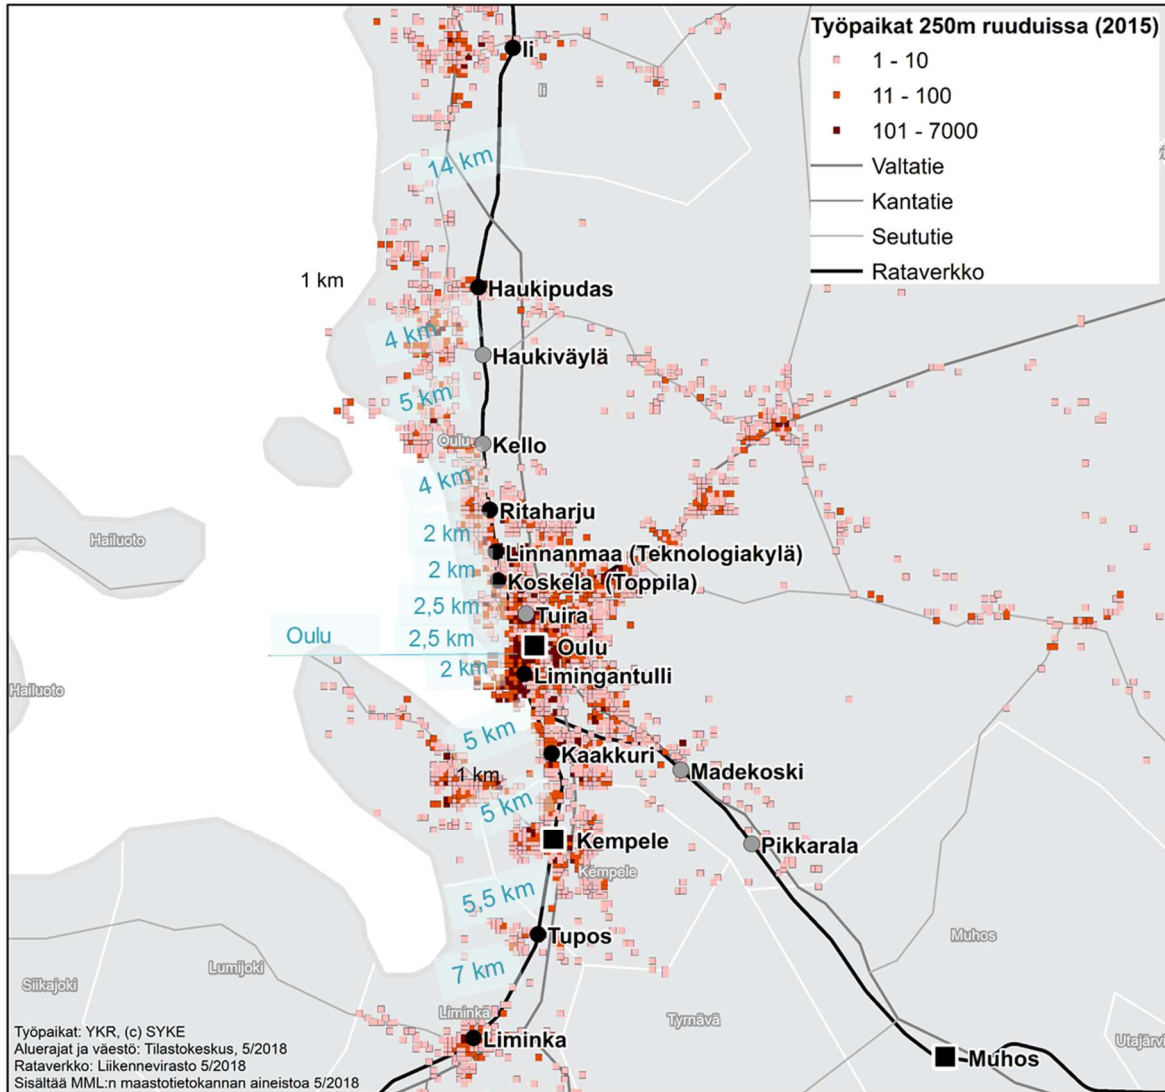 Työpaikat 250m ruuduissa (2015)
1 - 10
11 - 100
101 - 7000
Valtatie
Kantatie
Seututie
Rataverkko
Ii
Ii
14 km
1 km
Haukipudas
4 km
Haukiväylä
5 km
Oulu
Kello
4 km
Ritaharju
Hailuoto
2 km
Linnanmaa (Teknologiakylä)
2 km
Koskela (Toppila)
2,5 km
Tuira
Oulu
2,5 km
Oulu
2 km
Limingantulli
Hailuoto
5 km
Kaakkuri
1 km
Madekoski
5 km
Kempele
Pikkarala
Kempele
5,5 km
Tupos
Muhos
Lumijoki
7 km
Siikajoki
Liminka
Tyrnävä
Liminka
Utajärvi
Muhos
Työpaikat: YKR, (c) SYKE
Aluerajat ja väestö: Tilastokeskus, 5/2018
Rataverkko: Liikennevirasto 5/2018
Sisältää MML:n maastotietokannan aineistoa 5/2018